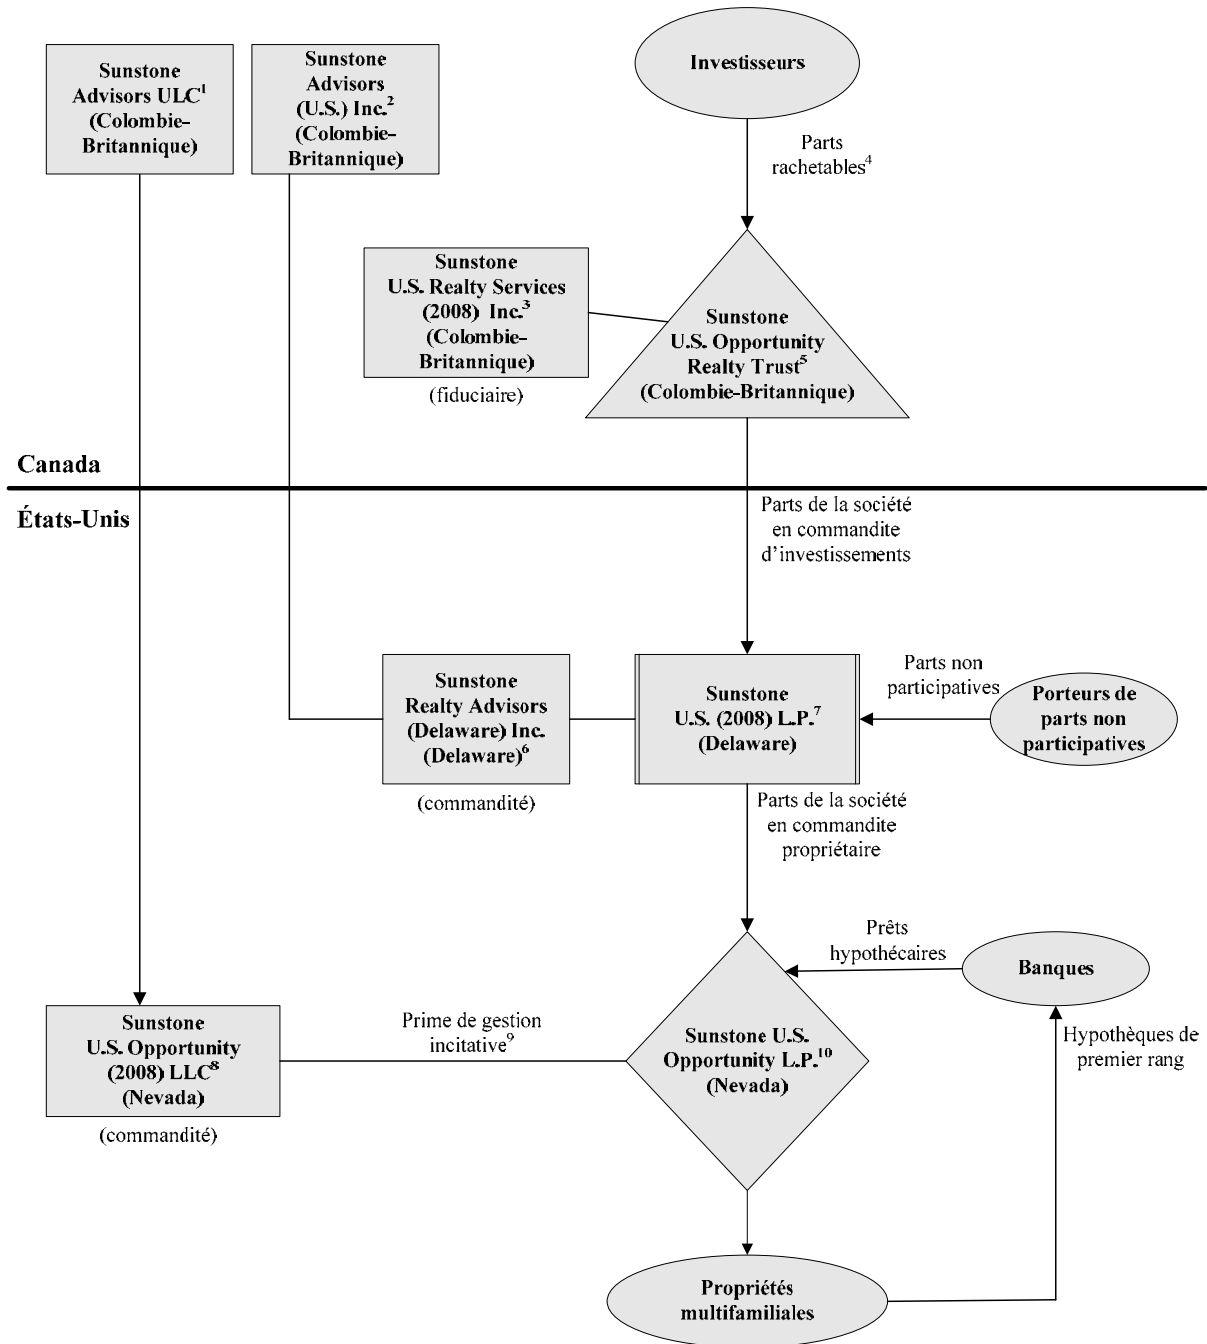 Sunstone
Advisors ULC¹
(Colombie-
Britannique)
Sunstone
Advisors
(U.S.) Inc.²
(Colombie-
Britannique)
Investisseurs
Parts
rachetables⁴
Sunstone
U.S. Realty Services
(2008) Inc.³
(Colombie-
Britannique)
(fiduciaire)
Sunstone
U.S. Opportunity
Realty Trust⁵
(Colombie-Britannique)
Canada
États-Unis
Parts de la société
en commandite
d'investissements
Sunstone
Realty Advisors
(Delaware) Inc.
(Delaware)⁶
(commandité)
Sunstone
U.S. (2008) L.P.⁷
(Delaware)
Parts non
participatives
Porteurs de
parts non
participatives
Parts de la société
en commandite
propriétaire
Prêts
hypothécaires
Banques
Sunstone
U.S. Opportunity
(2008) LLC⁸
(Nevada)
(commandité)
Prime de gestion
incitative⁹
Sunstone U.S.
Opportunity L.P.¹⁰
(Nevada)
Hypothèques de
premier rang
Propriétés
multifamiliales